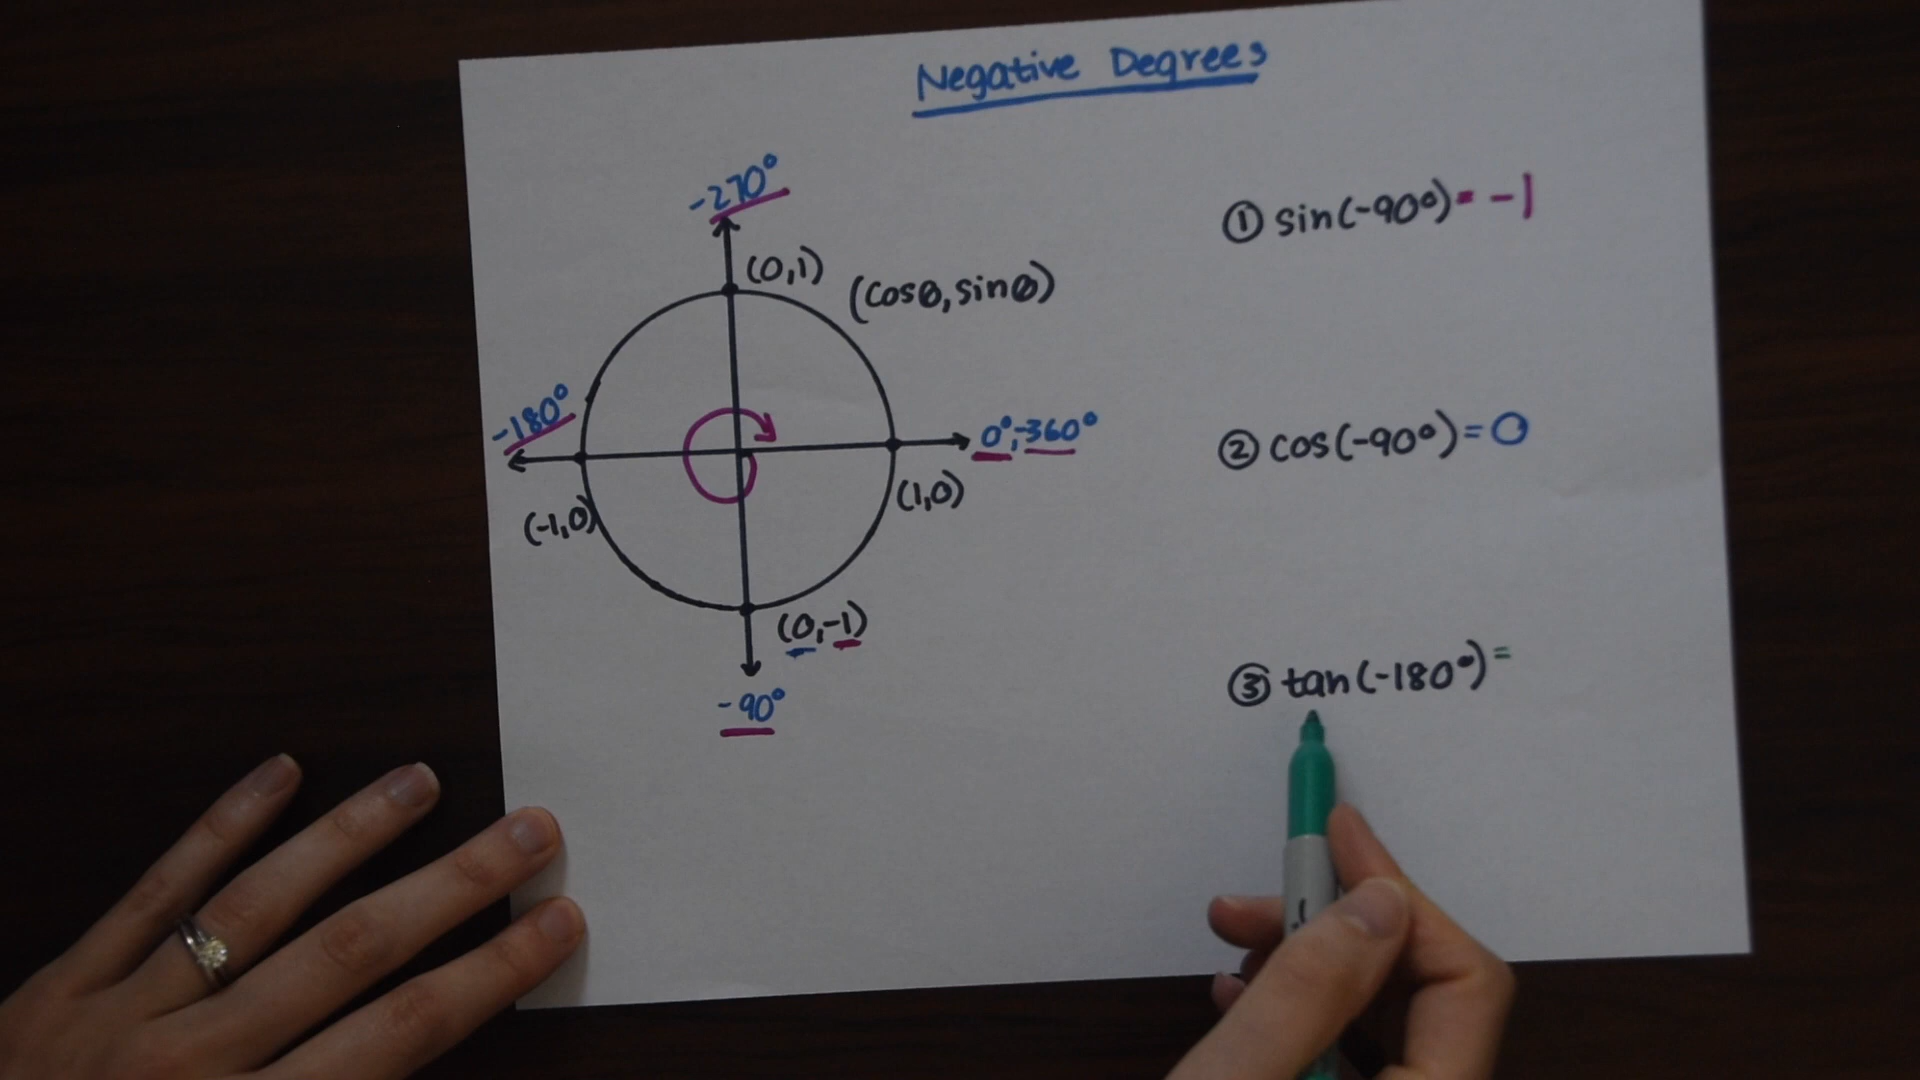 Negative Degrees
-270°
(0,1)
(cosθ, sinθ)
-180°
0°, -360°
(-1,0)
(1,0)
(0,-1)
-90°
① sin(-90°) = -1
② cos(-90°) = 0
③ tan(-180°) =